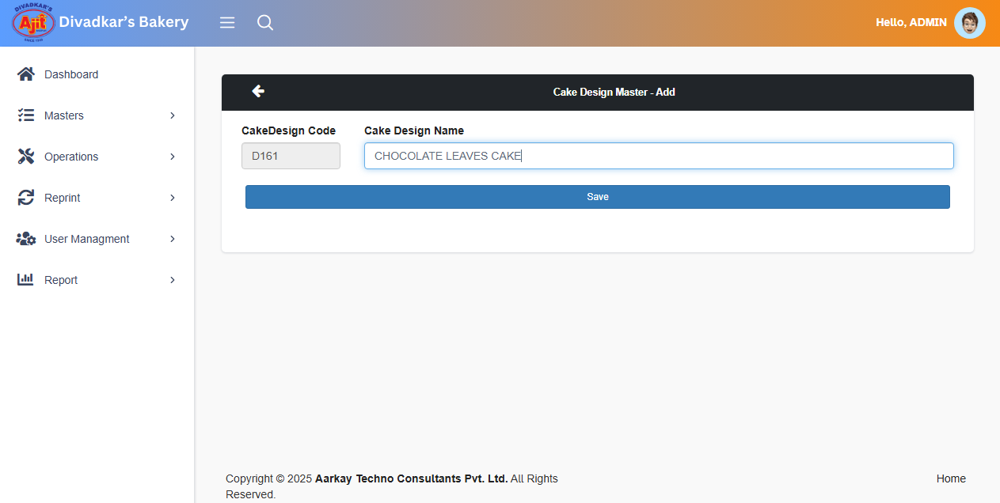 DIVADKAR'S
Ajit
SINCE 1938
Divadkar's Bakery
Hello, ADMIN
Dashboard
Masters
Operations
Reprint
User Managment
Report
Cake Design Master - Add
CakeDesign Code
Cake Design Name
D161
CHOCOLATE LEAVES CAKE
Save
Copyright © 2025 Aarkay Techno Consultants Pvt. Ltd. All Rights
Reserved.
Home